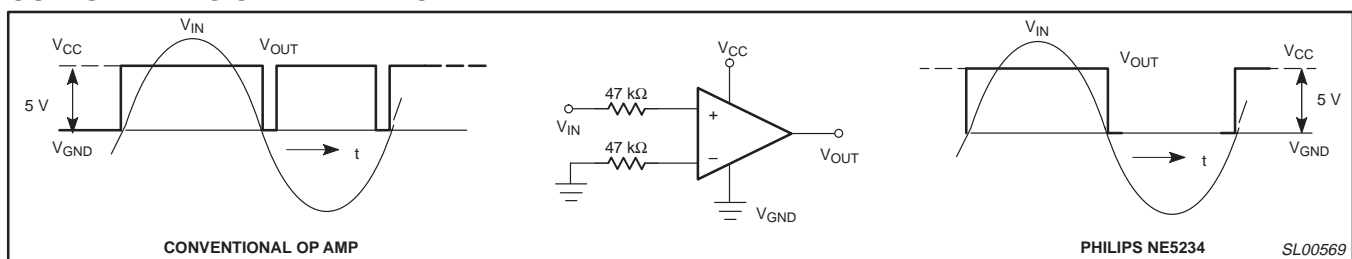 VIN
VCC
VOUT
5 V
VGND
t
CONVENTIONAL OP AMP
VCC
47 kΩ
+
VIN
47 kΩ
−
VOUT
VGND
VIN
VCC
VOUT
5 V
VGND
t
PHILIPS NE5234
SL00569